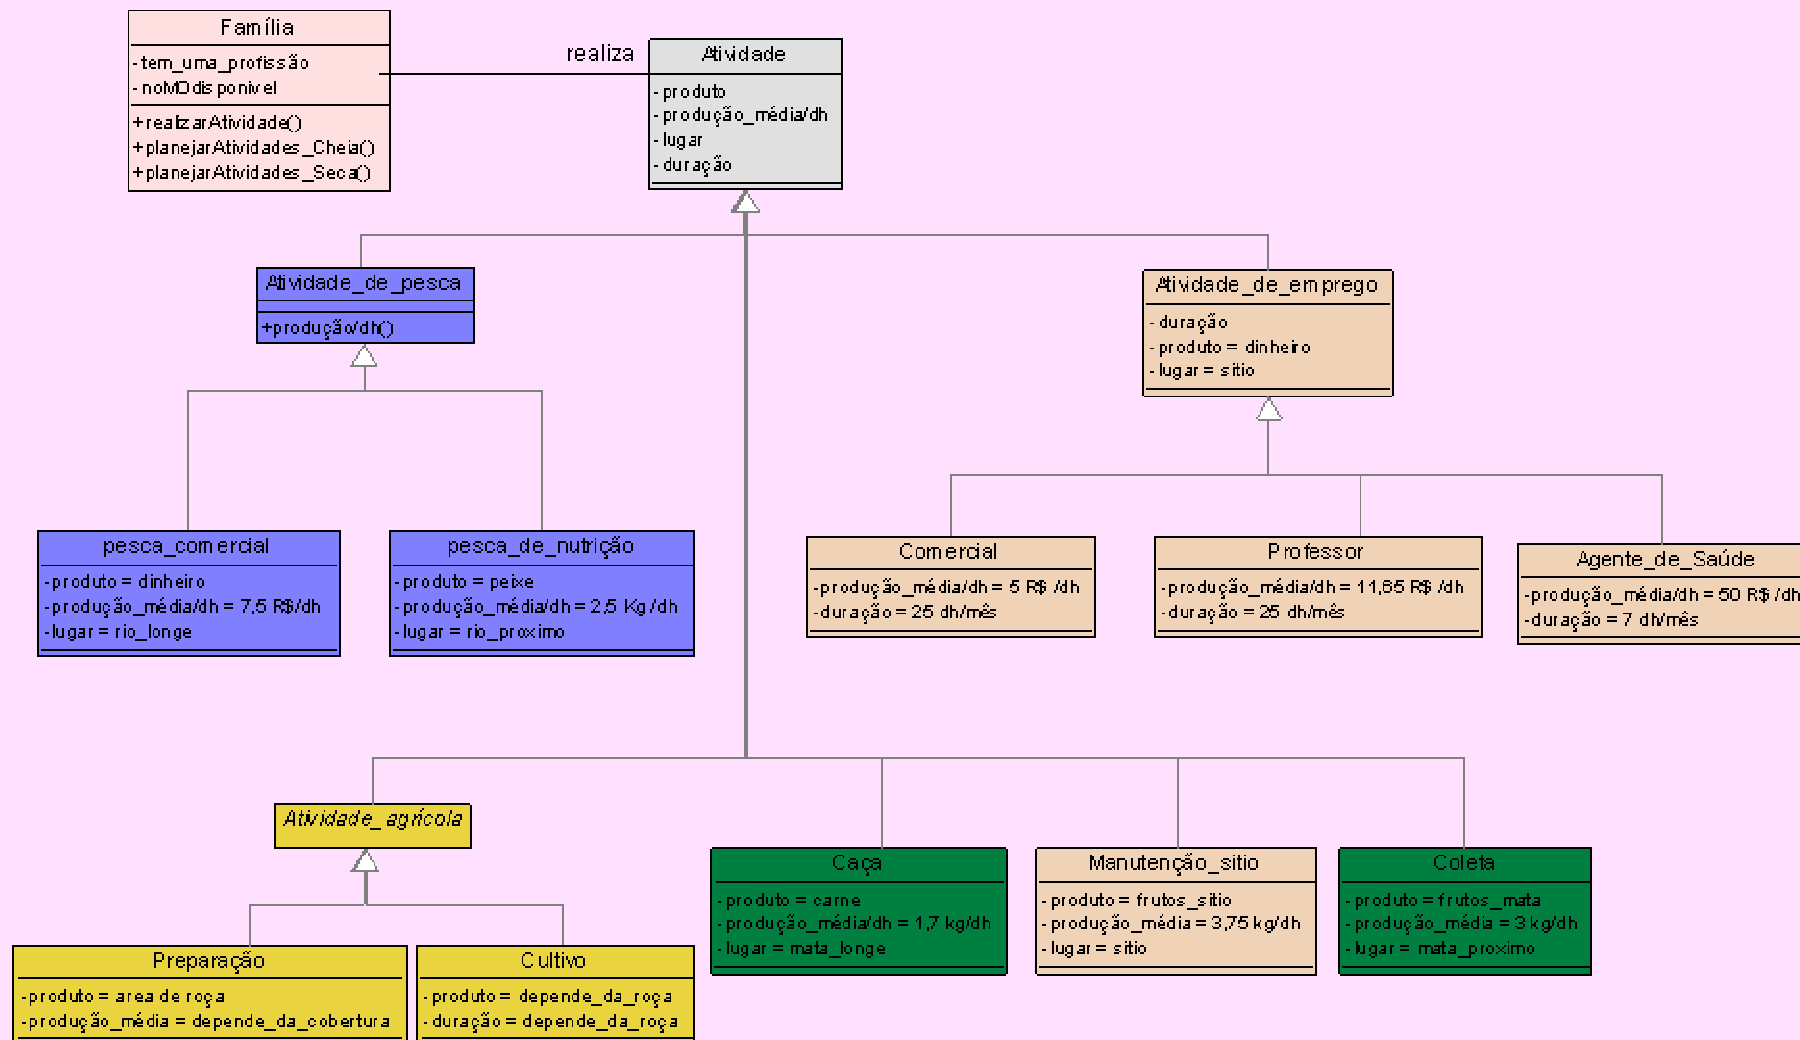 Família
-tem_uma_profissão
-noMOdisponivel
+realizarAtividade()
+planejarAtividades_Cheia()
+planejarAtividades_Seca()
realiza
Atividade
-produto
-produção_média/dh
-lugar
-duração
Atividade_de_pesca
+produção/dh()
Atividade_de_emprego
-duração
-produto = dinheiro
-lugar = sítio
pesca_comercial
-produto = dinheiro
-produção_média/dh = 7,5 R$/dh
-lugar = rio_longe
pesca_de_nutrição
-produto = peixe
-produção_média/dh = 2,5 Kg/dh
-lugar = rio_proximo
Comercial
-produção_média/dh = 5 R$ /dh
-duração = 25 dh/mês
Professor
-produção_média/dh = 11,65 R$ /dh
-duração = 25 dh/mês
Agente_de_Saúde
-produção_média/dh = 50 R$ /dh
-duração = 7 dh/mês
Atividade_agrícola
Caça
-produto = carne
-produção_média/dh = 1,7 kg/dh
-lugar = mata_longe
Manutenção_sitio
-produto = frutos_sitio
-produção_média = 3,75 kg/dh
-lugar = sítio
Coleta
-produto = frutos_mata
-produção_média = 3 kg/dh
-lugar = mata_proximo
Preparação
-produto = area de roça
-produção_média = depende_da_cobertura
Cultivo
-produto = depende_da_roça
-duração = depende_da_roça